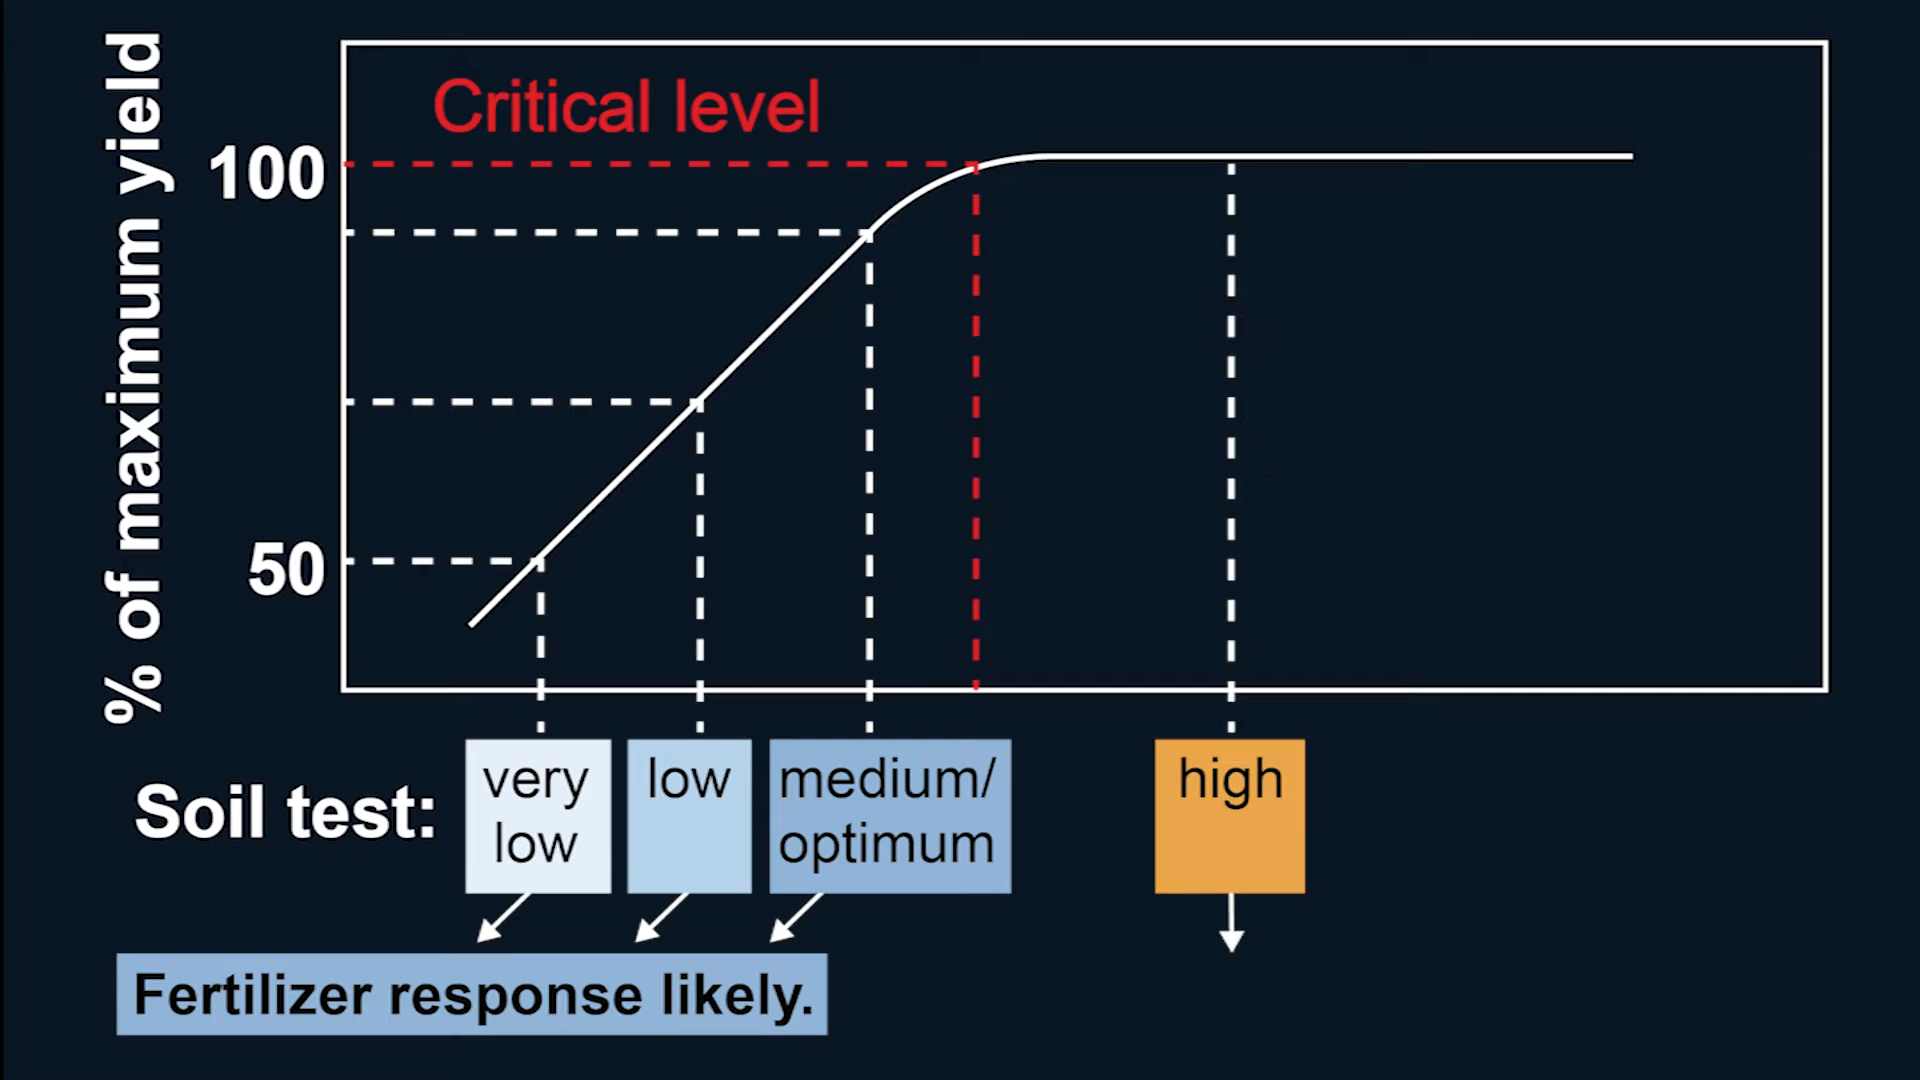 % of maximum yield
Critical level
100
50
Soil test:
very
low
low
medium/
optimum
high
Fertilizer response likely.